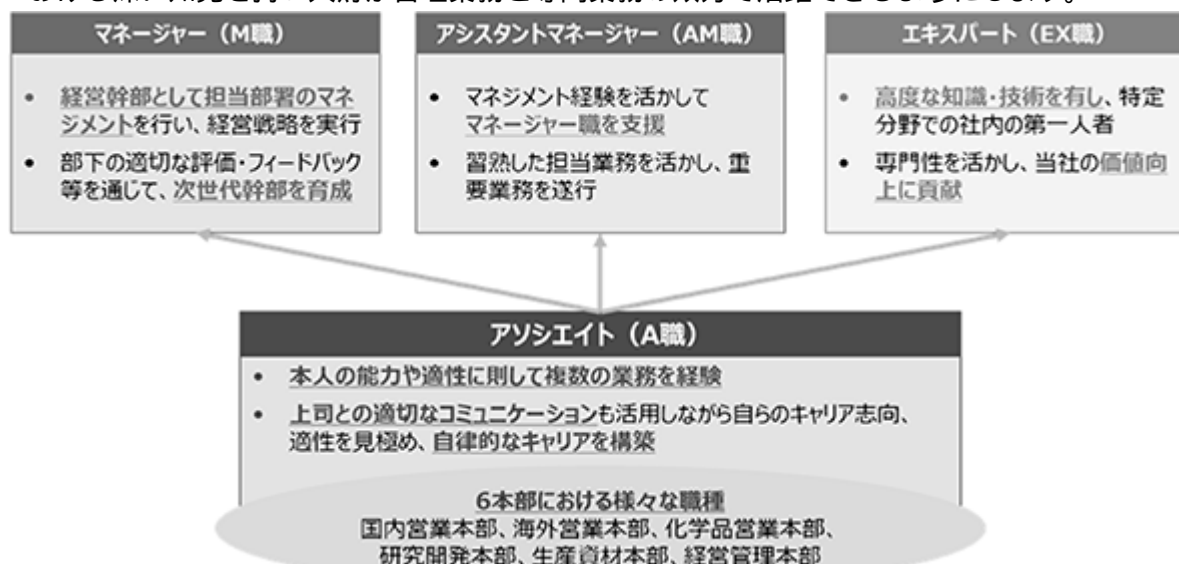 マネージャー（M職）
アシスタントマネージャー（AM職）
エキスパート（EX職）
• 経営幹部として担当部署のマネ
ジメントを行い、経営戦略を実行
• 部下の適切な評価・フィードバック
等を通じて、次世代幹部を育成
• マネジメント経験を活かして
マネージャー職を支援
• 習熟した担当業務を活かし、重
要業務を遂行
• 高度な知識・技術を有し、特定
分野での社内の第一人者
• 専門性を活かし、当社の価値向
上に貢献
アソシエイト（A職）
• 本人の能力や適性に則して複数の業務を経験
• 上司との適切なコミュニケーションも活用しながら自らのキャリア志向、
適性を見極め、自律的なキャリアを構築
6本部における様々な職種
国内営業本部、海外営業本部、化学品営業本部、
研究開発本部、生産資材本部、経営管理本部